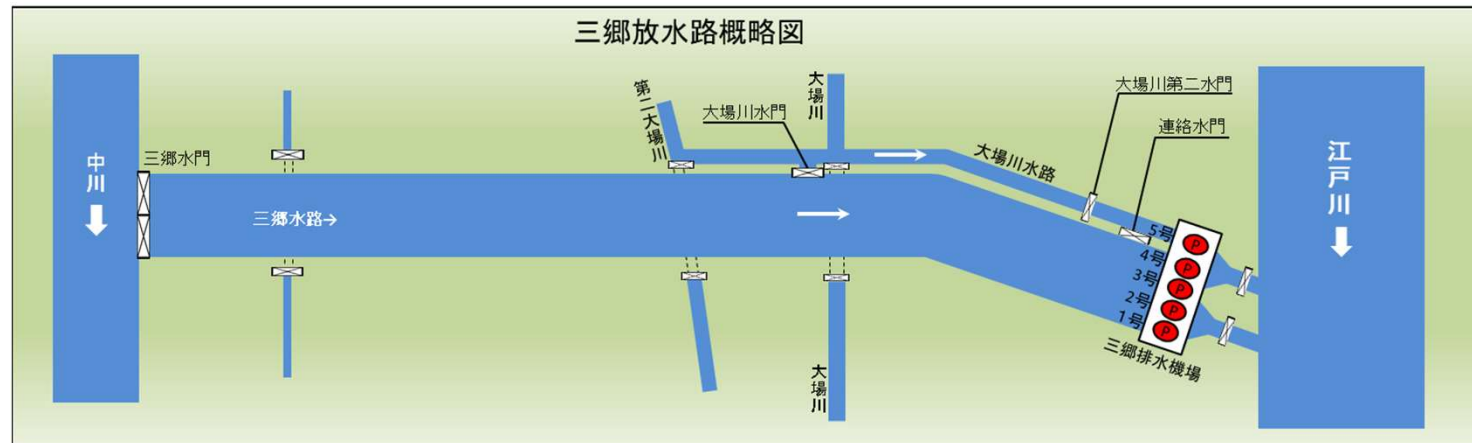 三郷放水路概略図
中川
三郷水門
三郷水路→
第二大場川
大場川水門
大場川
大場川第二水門
連絡水門
大場川水路
江戸川
5号
4号
3号
2号
1号
P
P
P
P
P
三郷排水機場
大場川